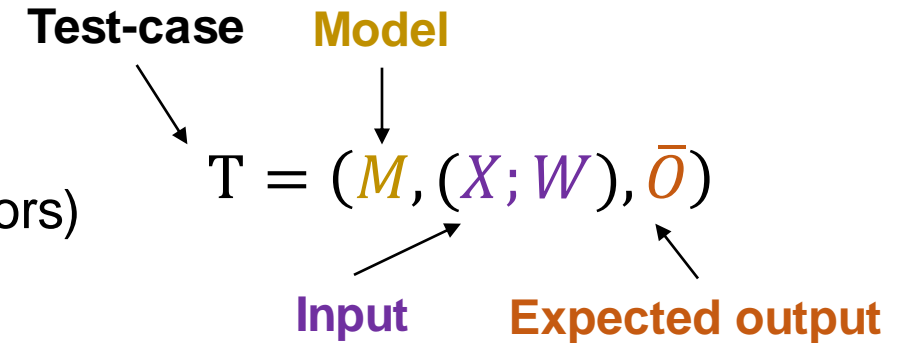 Test-case Model
T = (M, (X; W), Ō)
ors)
Input Expected output